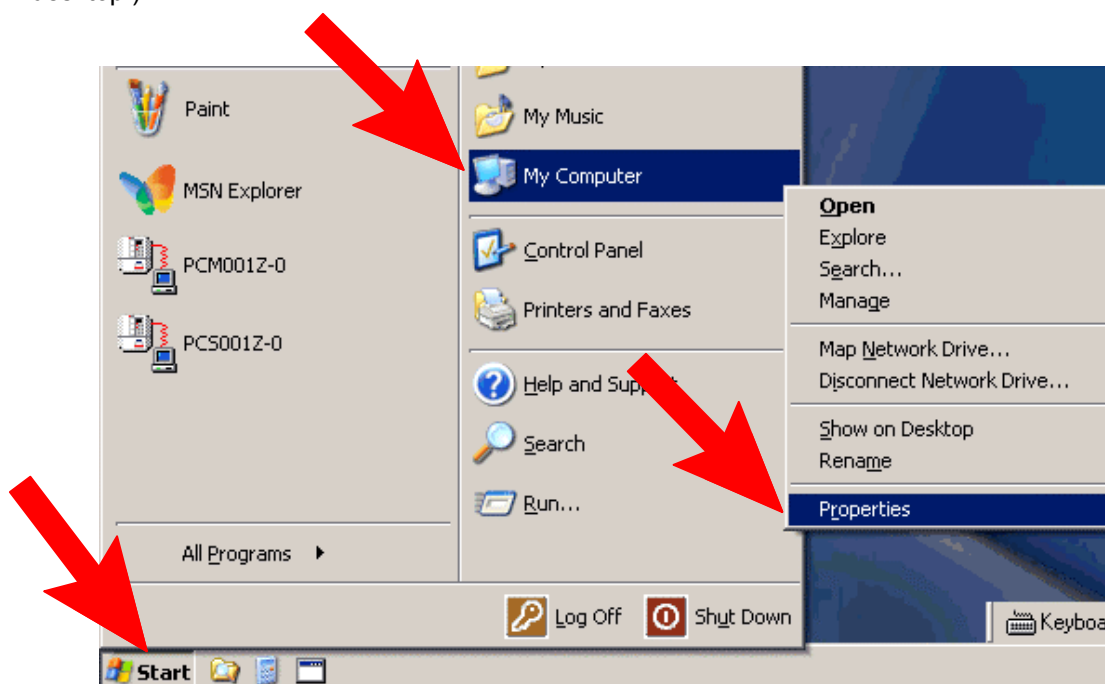 Paint
MSN Explorer
PCM001Z-0
PCS001Z-0
All Programs
My Music
My Computer
Control Panel
Printers and Faxes
Help and Support
Search
Run...
Log Off
Shut Down
Open
Explore
Search...
Manage
Map Network Drive...
Disconnect Network Drive...
Show on Desktop
Rename
Properties
Keyboa
Start